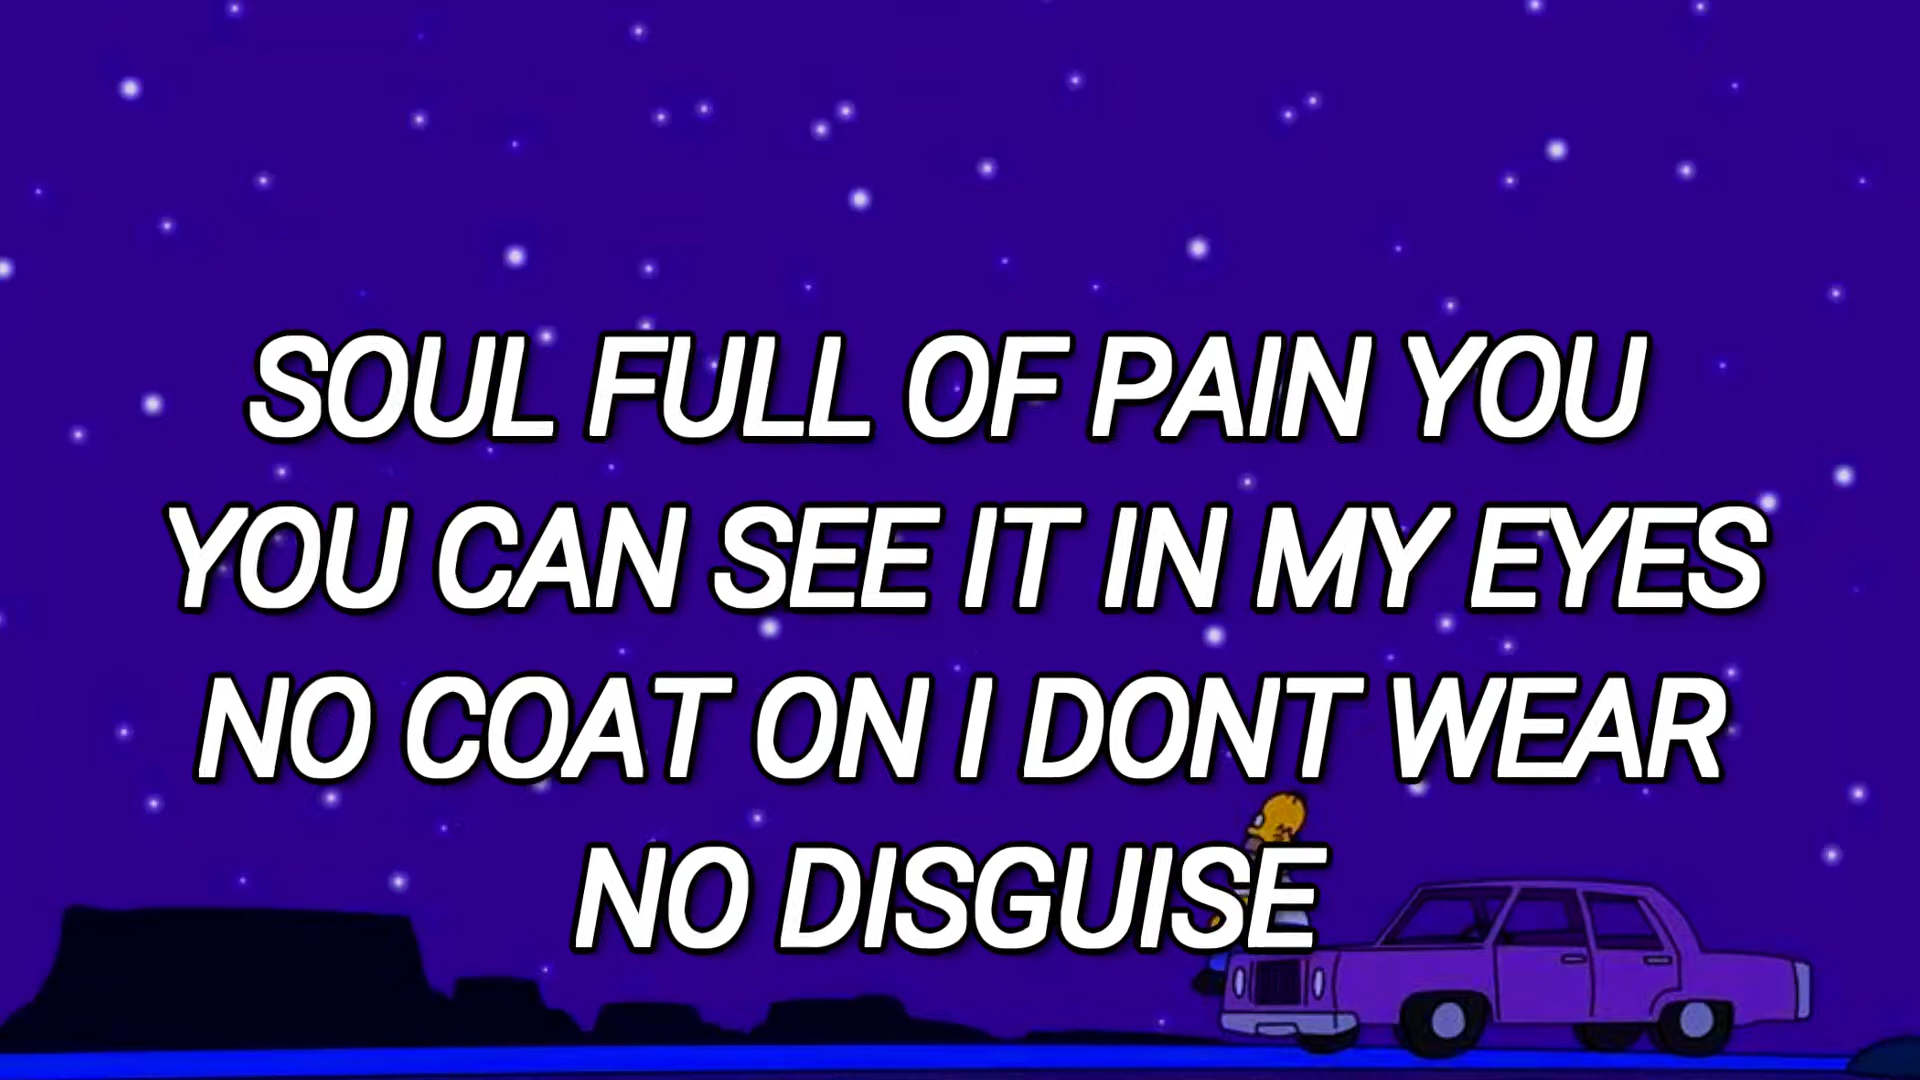 SOUL FULL OF PAIN YOU
YOU CAN SEE IT IN MY EYES
NO COAT ON I DONT WEAR
NO DISGUISE